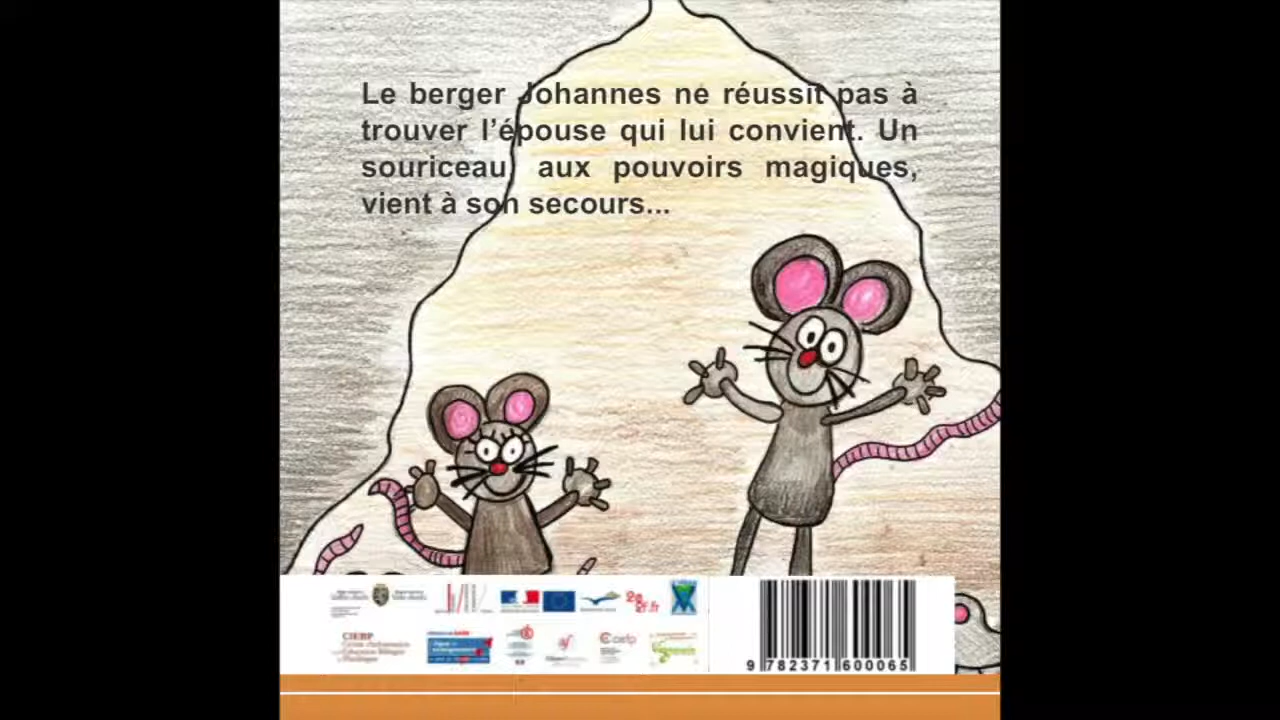 Le berger Johannes ne réussit pas à
trouver l'épouse qui lui convient. Un
souriceau, aux pouvoirs magiques,
vient à son secours...
CIEBP
9 782371 600065